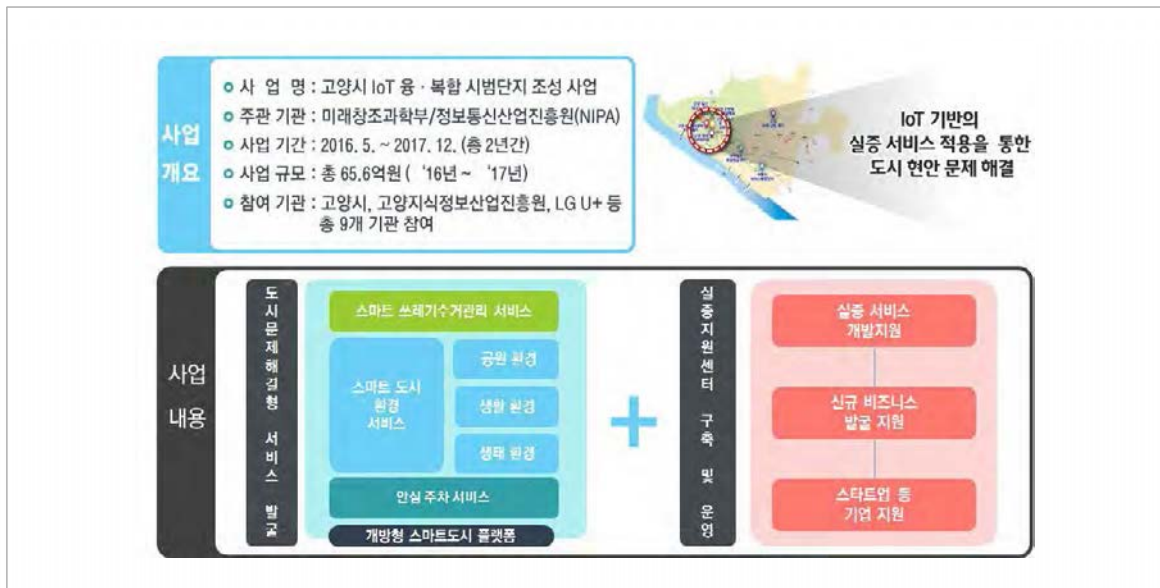 사업
개요
사 업 명 : 고양시 IoT 융 · 복합 시범단지 조성 사업
주관 기관 : 미래창조과학부/정보통신산업진흥원(NIPA)
사업 기간 : 2016. 5. ~ 2017. 12. (총 2년간)
사업 규모 : 총 65.6억원 ( ‘16년 ~ ‘17년)
참여 기관 : 고양시, 고양지식정보산업진흥원, LG U+ 등
총 9개 기관 참여
IoT 기반의
실증 서비스 적용을 통한
도시 현안 문제 해결
사업
내용
도시문제해결형 서비스 발굴
스마트 쓰레기수거관리 서비스
스마트 도시
환경
서비스
공원 환경
생활 환경
생태 환경
안심 주차 서비스
개방형 스마트도시 플랫폼
+
실증지원센터 구축 및 운영
실증 서비스
개발지원
신규 비즈니스
발굴 지원
스타트업 등
기업 지원